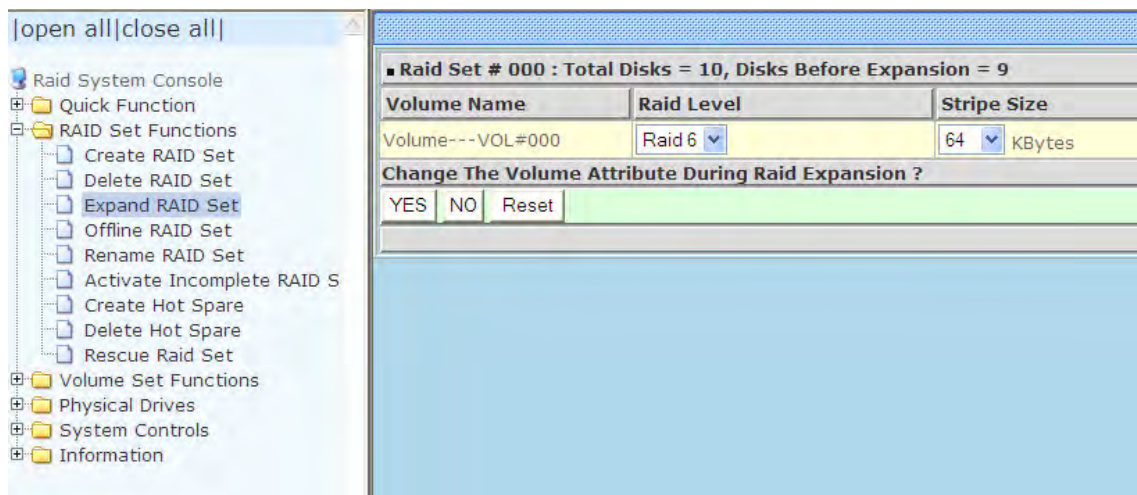 |open all|close all|
Raid System Console
Quick Function
RAID Set Functions
Create RAID Set
Delete RAID Set
Expand RAID Set
Offline RAID Set
Rename RAID Set
Activate Incomplete RAID S
Create Hot Spare
Delete Hot Spare
Rescue Raid Set
Volume Set Functions
Physical Drives
System Controls
Information
Raid Set # 000 : Total Disks = 10, Disks Before Expansion = 9
Volume Name Raid Level Stripe Size
Volume---VOL#000 Raid 6 64 KBytes
Change The Volume Attribute During Raid Expansion ?
YES NO Reset